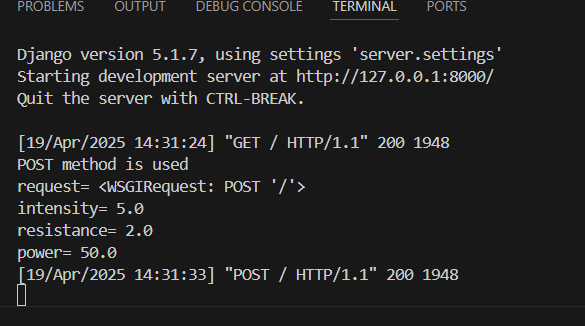 PROBLEMS OUTPUT DEBUG CONSOLE TERMINAL PORTS
Django version 5.1.7, using settings 'server.settings'
Starting development server at http://127.0.0.1:8000/
Quit the server with CTRL-BREAK.
[19/Apr/2025 14:31:24] "GET / HTTP/1.1" 200 1948
POST method is used
request= <WSGIRequest: POST '/'>
intensity= 5.0
resistance= 2.0
power= 50.0
[19/Apr/2025 14:31:33] "POST / HTTP/1.1" 200 1948